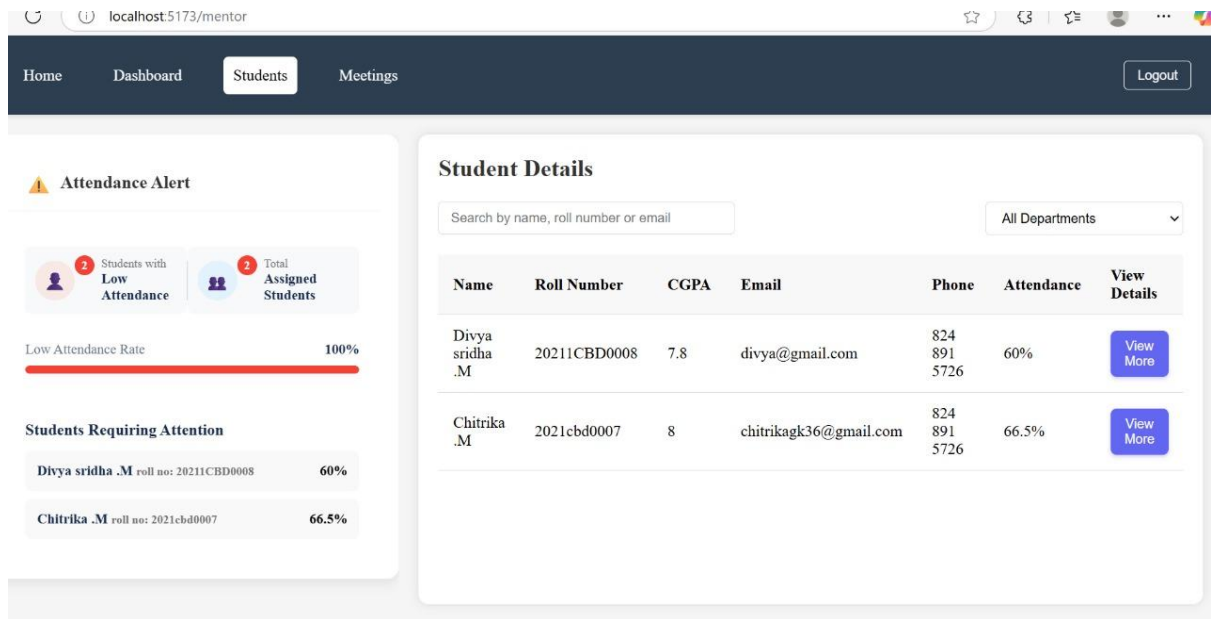 localhost:5173/mentor
Home Dashboard Students Meetings Logout
Attendance Alert
2 Students with
Low
Attendance
2 Total
Assigned
Students
Low Attendance Rate 100%
Students Requiring Attention
Divya sridha .M roll no: 20211CBD0008 60%
Chitrika .M roll no: 2021cbd0007 66.5%
Student Details
Search by name, roll number or email
All Departments
Name Roll Number CGPA Email Phone Attendance View
Details
Divya
sridha
.M
20211CBD0008 7.8 divya@gmail.com
824
891
5726
60%
View
More
Chitrika
.M
2021cbd0007 8 chitrikagk36@gmail.com
824
891
5726
66.5%
View
More